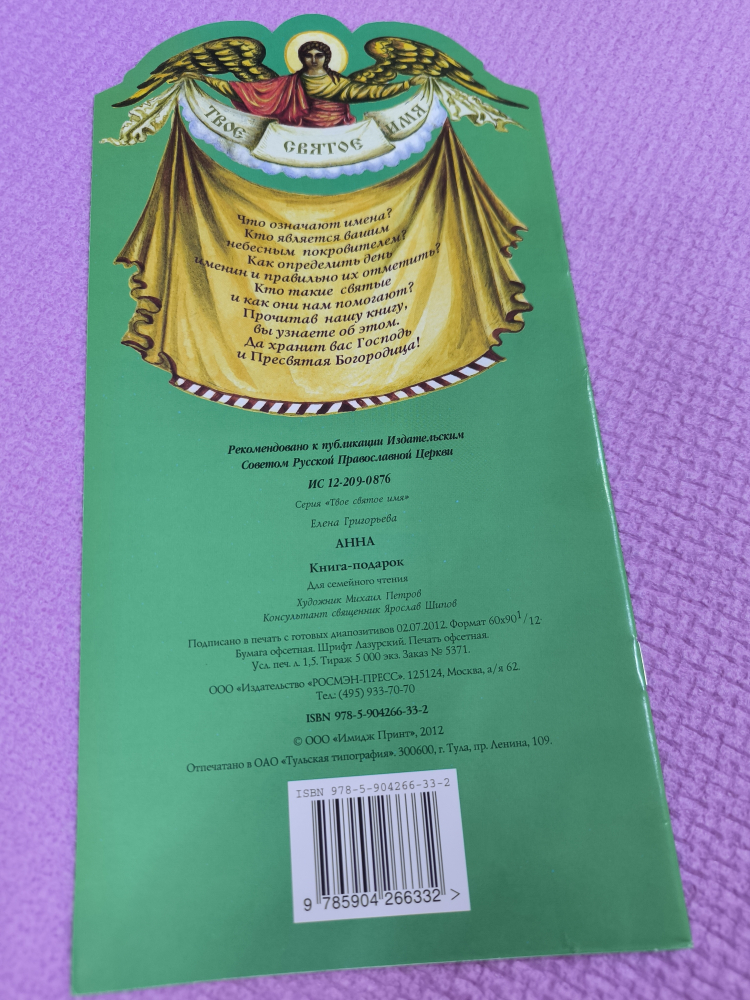 ТВОЕ СВЯТОЕ ИМЯ
Что означают имена?
Кто является вашим
небесным покровителем?
Как определить день
именин и правильно их отметить?
Кто такие святые
и как они нам помогают?
Прочитав нашу книгу,
вы узнаете об этом.
Да хранит вас Господь
и Пресвятая Богородица!
Рекомендовано к публикации Издательским
Советом Русской Православной Церкви
ИС 12-209-0876
Серия «Твое святое имя»
Елена Григорьева
АННА
Книга-подарок
Для семейного чтения
Художник Михаил Петров
Консультант священник Ярослав Шипов
Подписано в печать с готовых диапозитивов 02.07.2012. Формат 60х90 1/12
Бумага офсетная. Шрифт Лазурский. Печать офсетная.
Усл. печ. л. 1,5. Тираж 5 000 экз. Заказ № 5371.
ООО «Издательство «РОСМЭН-ПРЕСС». 125124, Москва, а/я 62.
Тел.: (495) 933-70-70
ISBN 978-5-904266-33-2
© ООО «Имидж Принт», 2012
Отпечатано в ОАО «Тульская типография». 300600, г. Тула, пр. Ленина, 109.
ISBN 978-5-904266-33-2
9 785904 266332 >